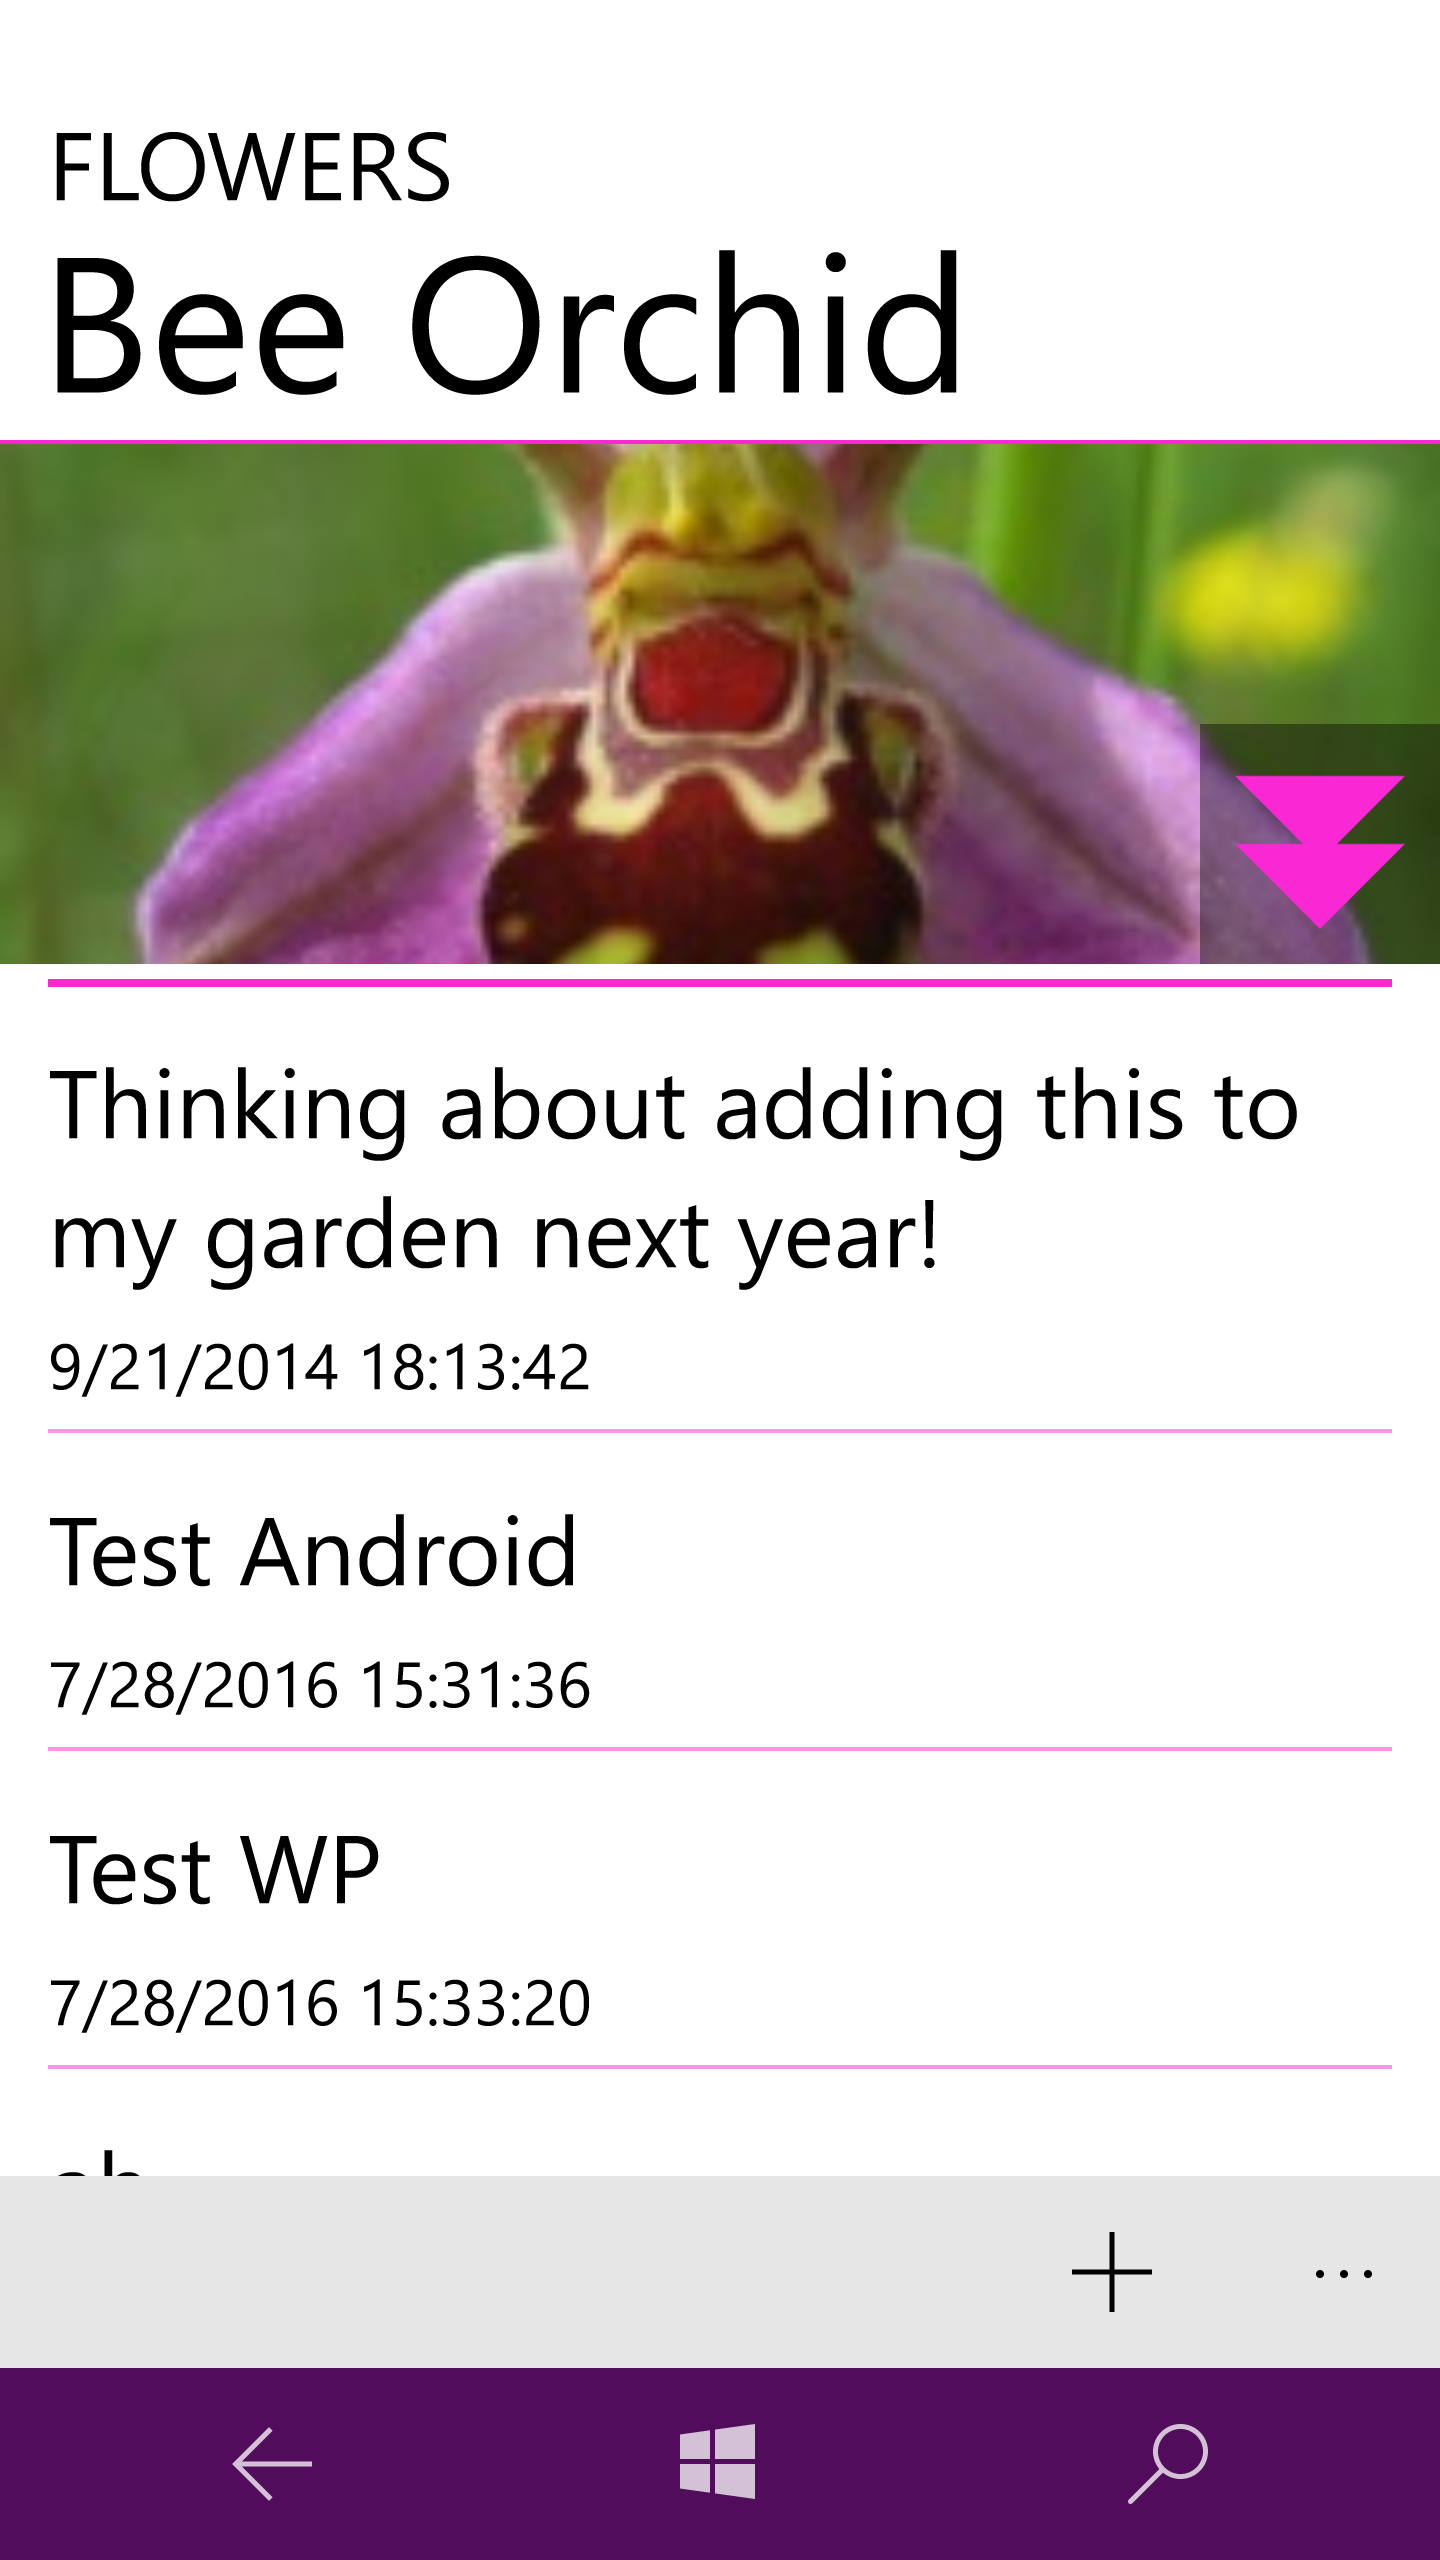 FLOWERS
Bee Orchid
Thinking about adding this to
my garden next year!
9/21/2014 18:13:42
Test Android
7/28/2016 15:31:36
Test WP
7/28/2016 15:33:20